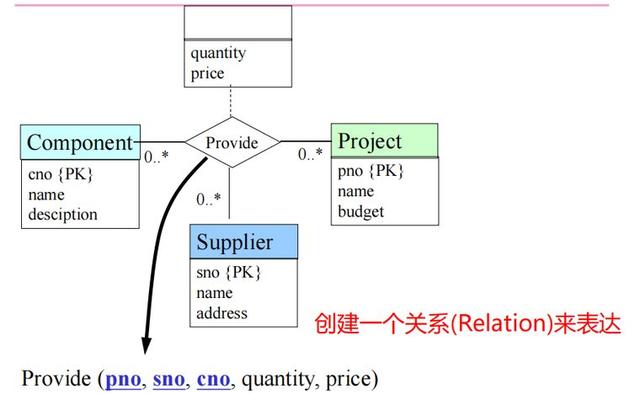 quantity
price
Component
Provide
Project
0..*
0..*
cno {PK}
name
desciption
pno {PK}
name
budget
0..*
Supplier
sno {PK}
name
address
创建一个关系(Relation)来表达
Provide (pno, sno, cno, quantity, price)